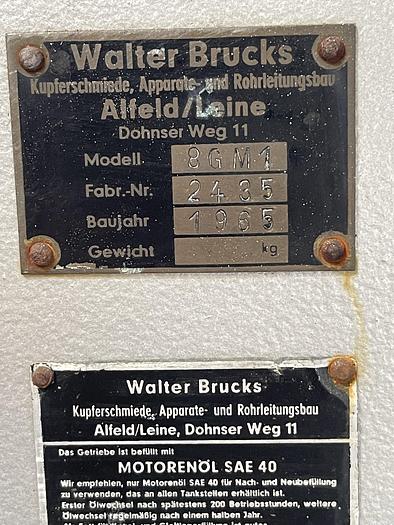 Walter Brucks
Kupferschmiede, Apparate- und Rohrleitungsbau
Alfeld/Leine
Dohnser Weg 11
Modell 8GM1
Fabr.-Nr. 2435
Baujahr 1965
Gewicht kg
Walter Brucks
Kupferschmiede, Apparate- und Rohrleitungsbau
Alfeld/Leine, Dohnser Weg 11
Das Getriebe ist befüllt mit
MOTORENÖL SAE 40
Wir empfehlen, nur Motorenöl SAE 40 für Nach- und Neubefüllung
zu verwenden, das an allen Tankstellen erhältlich ist.
Erster Ölwechsel nach spätestens 200 Betriebsstunden, weitere
Ölwechsel regelmäßig nach einem halben Jahr.